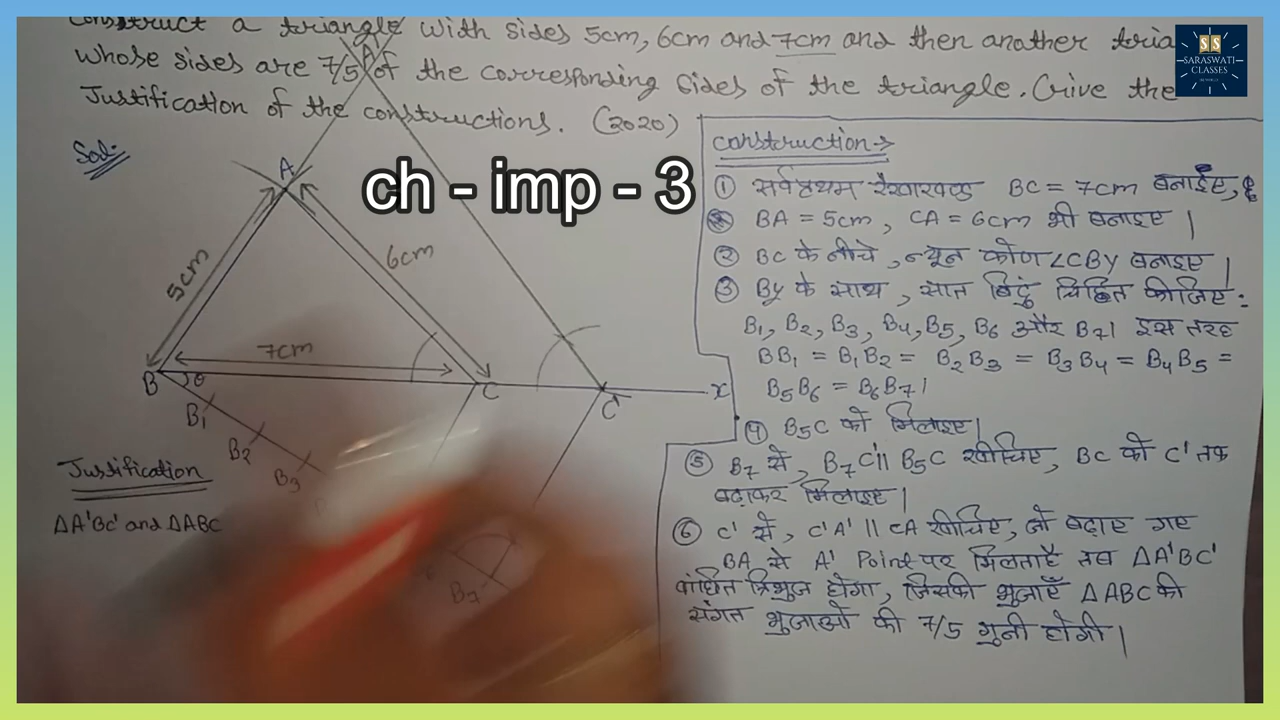 Construct a triangle with sides 5cm, 6cm and 7cm and then another tria
whose sides are 7/5 of the corresponding sides of the triangle. Give the
Justification of the constructions. (2020)
SS
SARASWATI
CLASSES
Sol:
ch - imp - 3
A'
A
5cm
6cm
7cm
B
θ
C
C'
x
B1
B2
B3
B7
Justification
ΔA'BC' and ΔABC
Construction →
① सर्वप्रथम रेखाखण्ड BC = 7cm बनाईए, &
BA = 5cm, CA = 6cm भी बनाइए |
② BC के नीचे, न्यून कोण ∠CBY बनाइए |
③ By के साथ, सात बिंदु चिह्नित कीजिए:
B1, B2, B3, B4, B5, B6 और B7। इस तरह
BB1 = B1B2 = B2B3 = B3B4 = B4B5 =
B5B6 = B6B7।
④ B5C को मिलाइए |
⑤ B7 से, B7C'|| B5C खींचिए, BC को C' तक
बढ़ाकर मिलाइए |
⑥ C' से, C'A' || CA खींचिए, जो बढ़ाए गए
BA से A' Point पर मिलता है तब ΔA'BC'
वांछित त्रिभुज होगा, जिसकी भुजाएँ ΔABC की
संगत भुजाओं की 7/5 गुनी होगी |